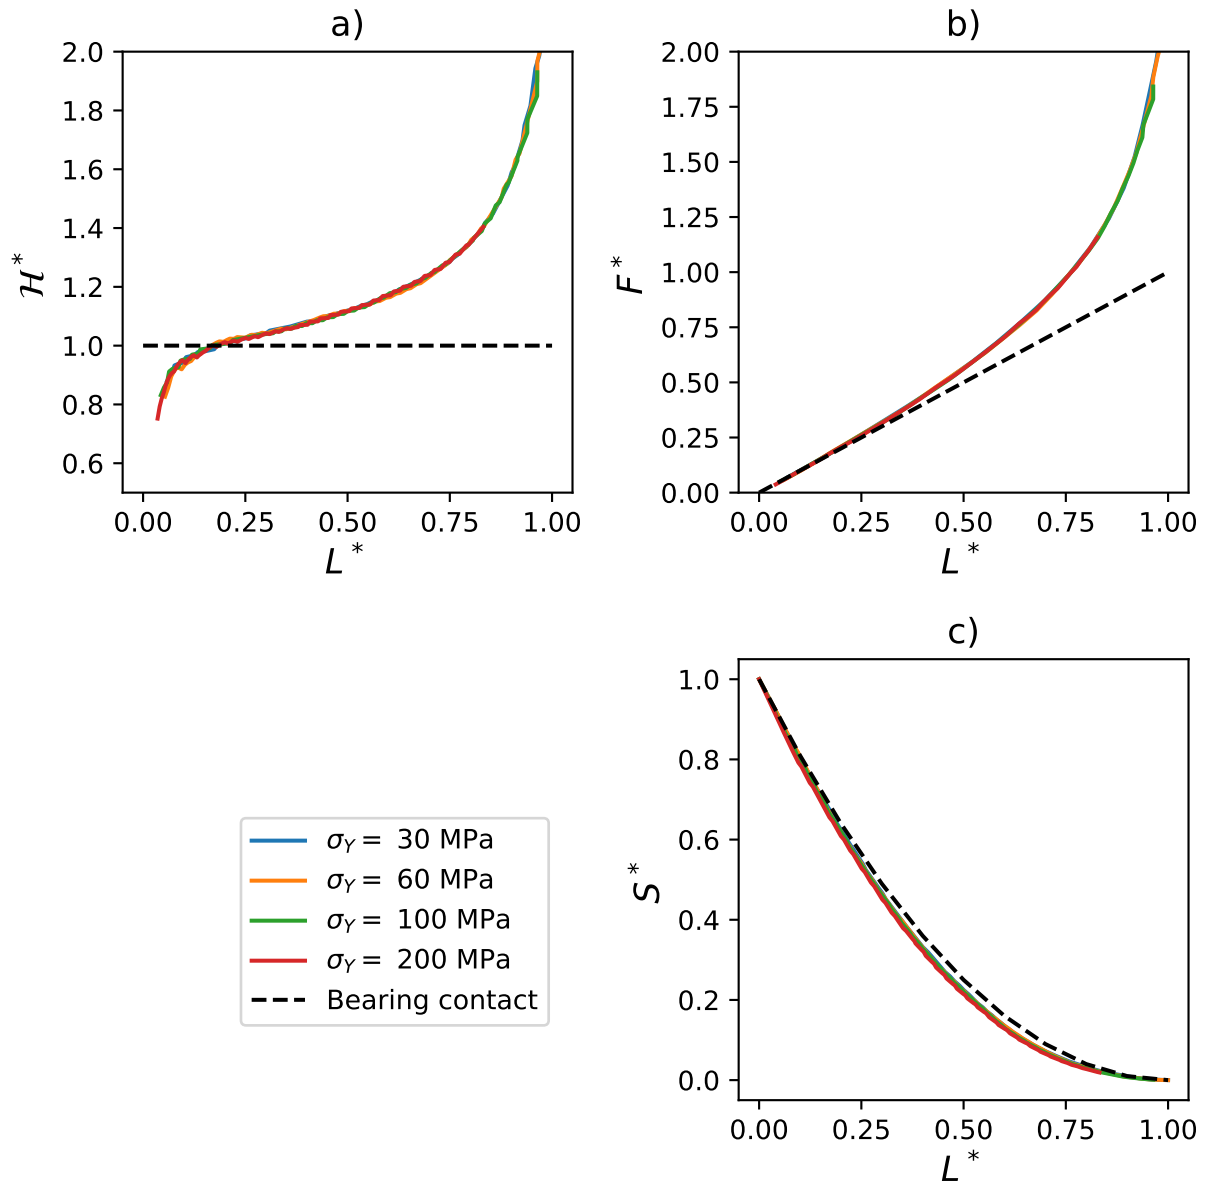 a)
2.0
1.8
1.6
1.4
1.2
1.0
0.8
0.6
ℋ*
0.00 0.25 0.50 0.75 1.00
L*
b)
2.00
1.75
1.50
1.25
1.00
0.75
0.50
0.25
0.00
F*
0.00 0.25 0.50 0.75 1.00
L*
σ_Y = 30 MPa
σ_Y = 60 MPa
σ_Y = 100 MPa
σ_Y = 200 MPa
Bearing contact
c)
1.0
0.8
0.6
0.4
0.2
0.0
S*
0.00 0.25 0.50 0.75 1.00
L*